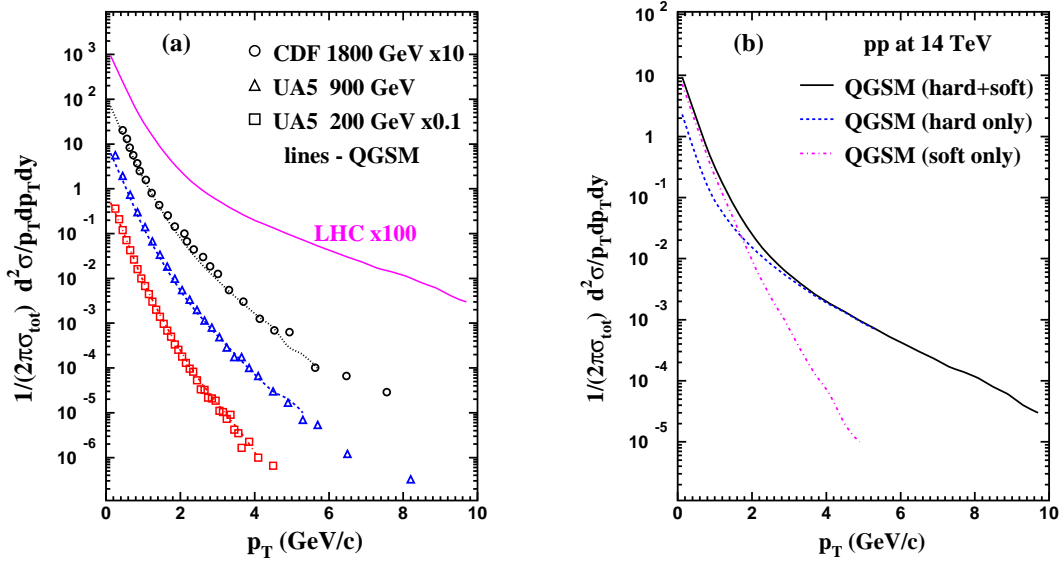 1/(2πσ_tot) d²σ/p_T dp_T dy
10³
10²
10
1
10⁻¹
10⁻²
10⁻³
10⁻⁴
10⁻⁵
10⁻⁶
(a)
CDF 1800 GeV x10
UA5 900 GeV
UA5 200 GeV x0.1
lines - QGSM
LHC x100
0 2 4 6 8 10
p_T (GeV/c)
1/(2πσ_tot) d²σ/p_T dp_T dy
10²
10
1
10⁻¹
10⁻²
10⁻³
10⁻⁴
10⁻⁵
(b)
pp at 14 TeV
QGSM (hard+soft)
QGSM (hard only)
QGSM (soft only)
0 2 4 6 8 10
p_T (GeV/c)